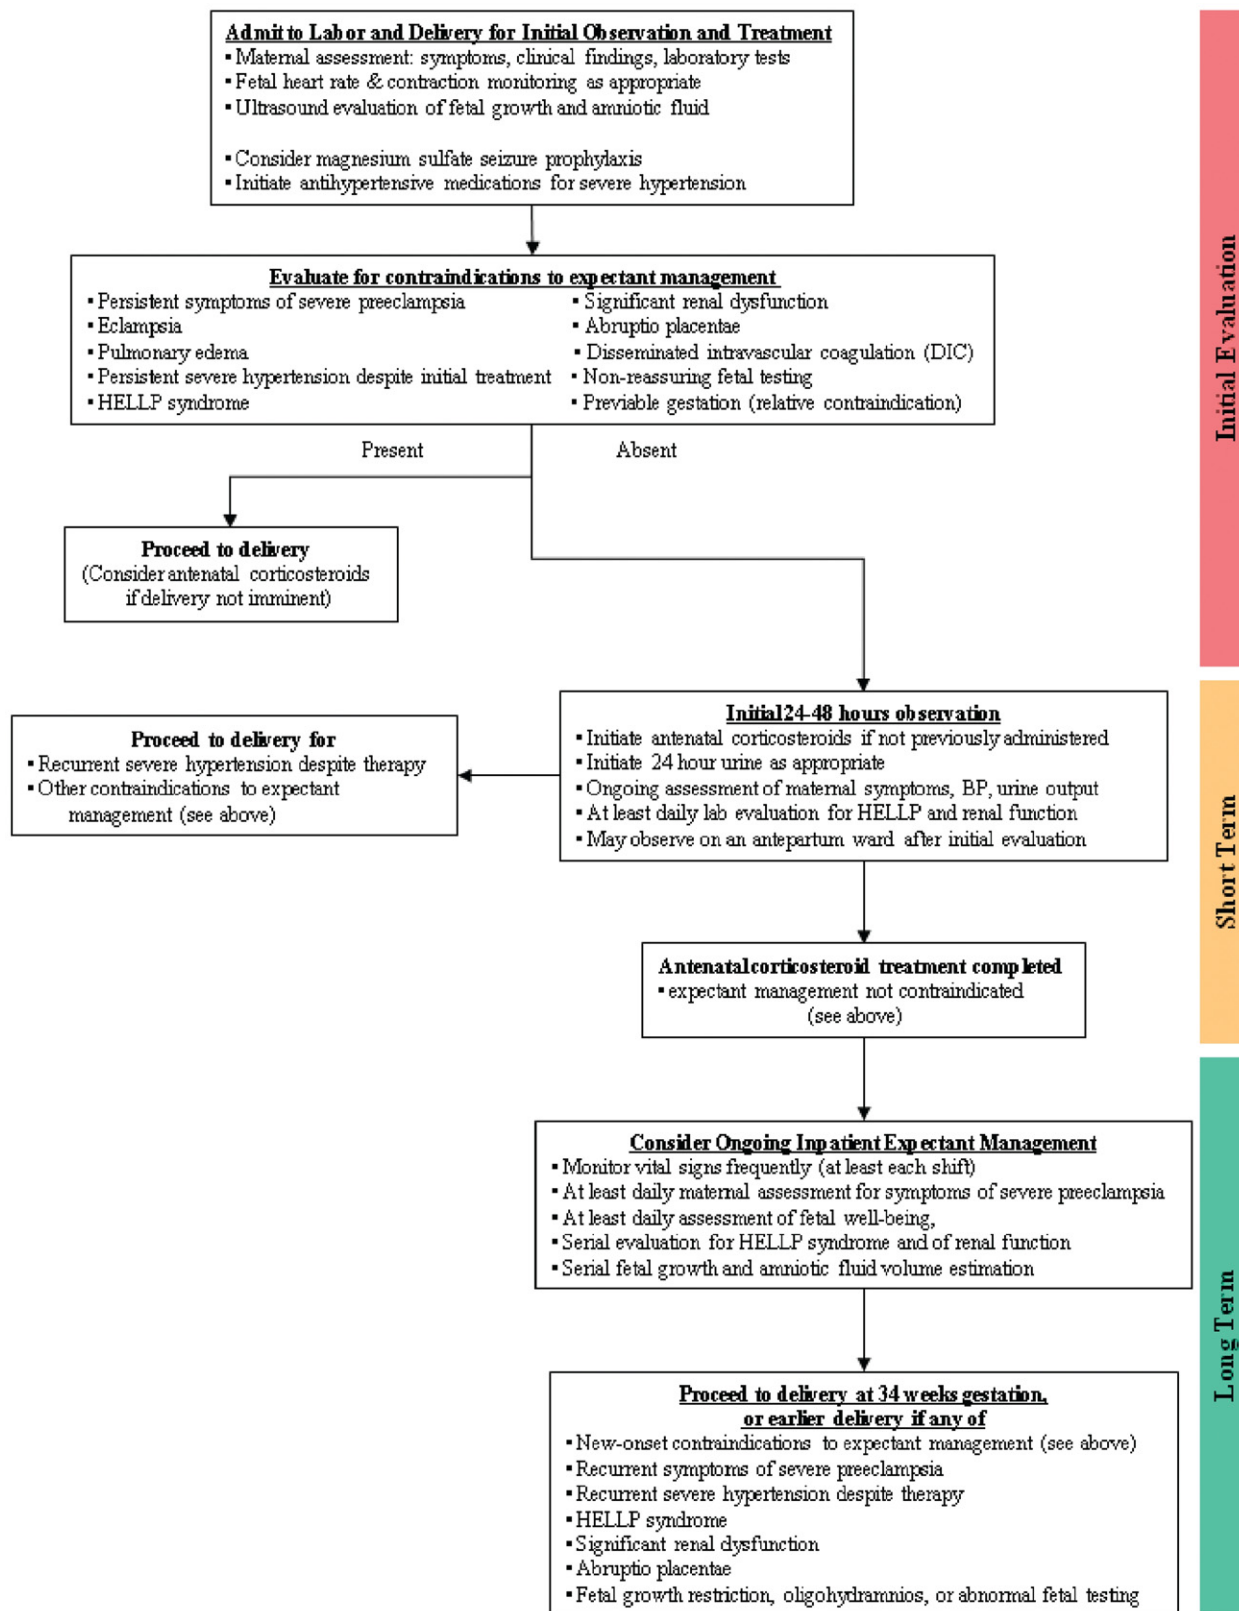 Admit to Labor and Delivery for Initial Observation and Treatment
▪ Maternal assessment: symptoms, clinical findings, laboratory tests
▪ Fetal heart rate & contraction monitoring as appropriate
▪ Ultrasound evaluation of fetal growth and amniotic fluid
▪ Consider magnesium sulfate seizure prophylaxis
▪ Initiate antihypertensive medications for severe hypertension
Evaluate for contraindications to expectant management
▪ Persistent symptoms of severe preeclampsia
▪ Eclampsia
▪ Pulmonary edema
▪ Persistent severe hypertension despite initial treatment
▪ HELLP syndrome
▪ Significant renal dysfunction
▪ Abruptio placentae
▪ Disseminated intravascular coagulation (DIC)
▪ Non-reassuring fetal testing
▪ Previable gestation (relative contraindication)
Present
Absent
Proceed to delivery
(Consider antenatal corticosteroids
if delivery not imminent)
Initial Evaluation
Initial 24-48 hours observation
▪ Initiate antenatal corticosteroids if not previously administered
▪ Initiate 24 hour urine as appropriate
▪ Ongoing assessment of maternal symptoms, BP, urine output
▪ At least daily lab evaluation for HELLP and renal function
▪ May observe on an antepartum ward after initial evaluation
Proceed to delivery for
▪ Recurrent severe hypertension despite therapy
▪ Other contraindications to expectant
management (see above)
Antenatal corticosteroid treatment completed
▪ expectant management not contraindicated
(see above)
Short Term
Consider Ongoing Inpatient Expectant Management
▪ Monitor vital signs frequently (at least each shift)
▪ At least daily maternal assessment for symptoms of severe preeclampsia
▪ At least daily assessment of fetal well-being,
▪ Serial evaluation for HELLP syndrome and of renal function
▪ Serial fetal growth and amniotic fluid volume estimation
Proceed to delivery at 34 weeks gestation,
or earlier delivery if any of
▪ New-onset contraindications to expectant management (see above)
▪ Recurrent symptoms of severe preeclampsia
▪ Recurrent severe hypertension despite therapy
▪ HELLP syndrome
▪ Significant renal dysfunction
▪ Abruptio placentae
▪ Fetal growth restriction, oligohydramnios, or abnormal fetal testing
Long Term